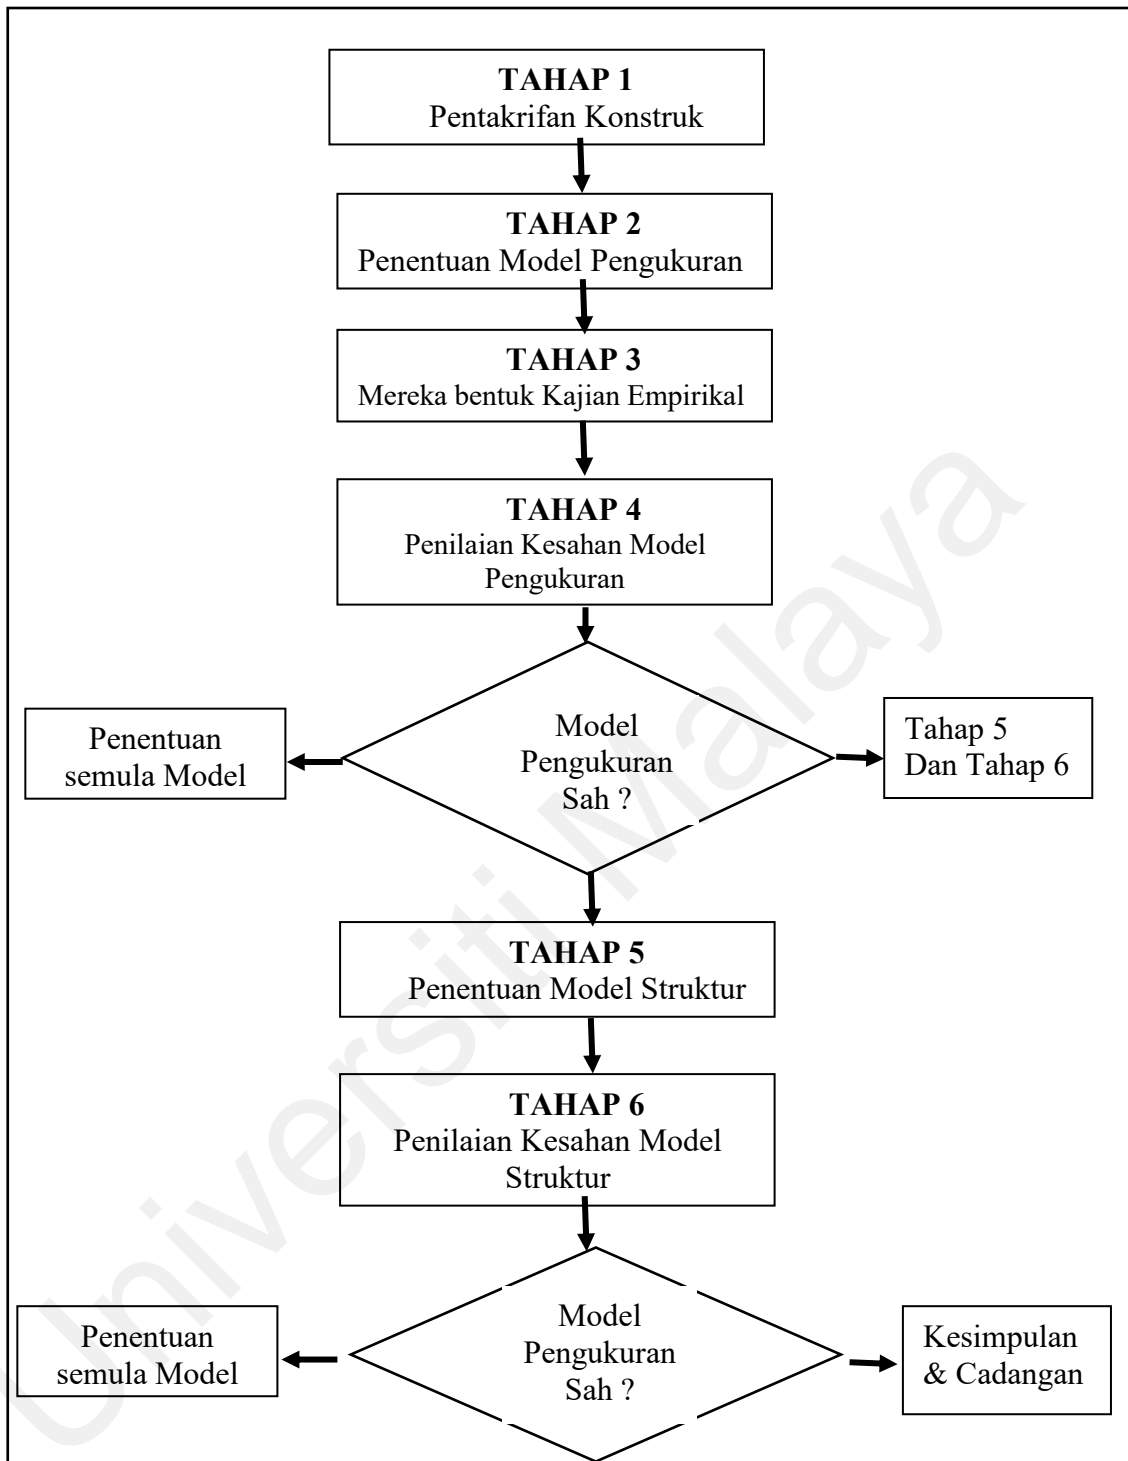 TAHAP 1
Pentakrifan Konstruk
TAHAP 2
Penentuan Model Pengukuran
TAHAP 3
Mereka bentuk Kajian Empirikal
TAHAP 4
Penilaian Kesahan Model
Pengukuran
Penentuan
semula Model
Model
Pengukuran
Sah ?
Tahap 5
Dan Tahap 6
TAHAP 5
Penentuan Model Struktur
TAHAP 6
Penilaian Kesahan Model
Struktur
Penentuan
semula Model
Model
Pengukuran
Sah ?
Kesimpulan
& Cadangan
Universiti Malaya